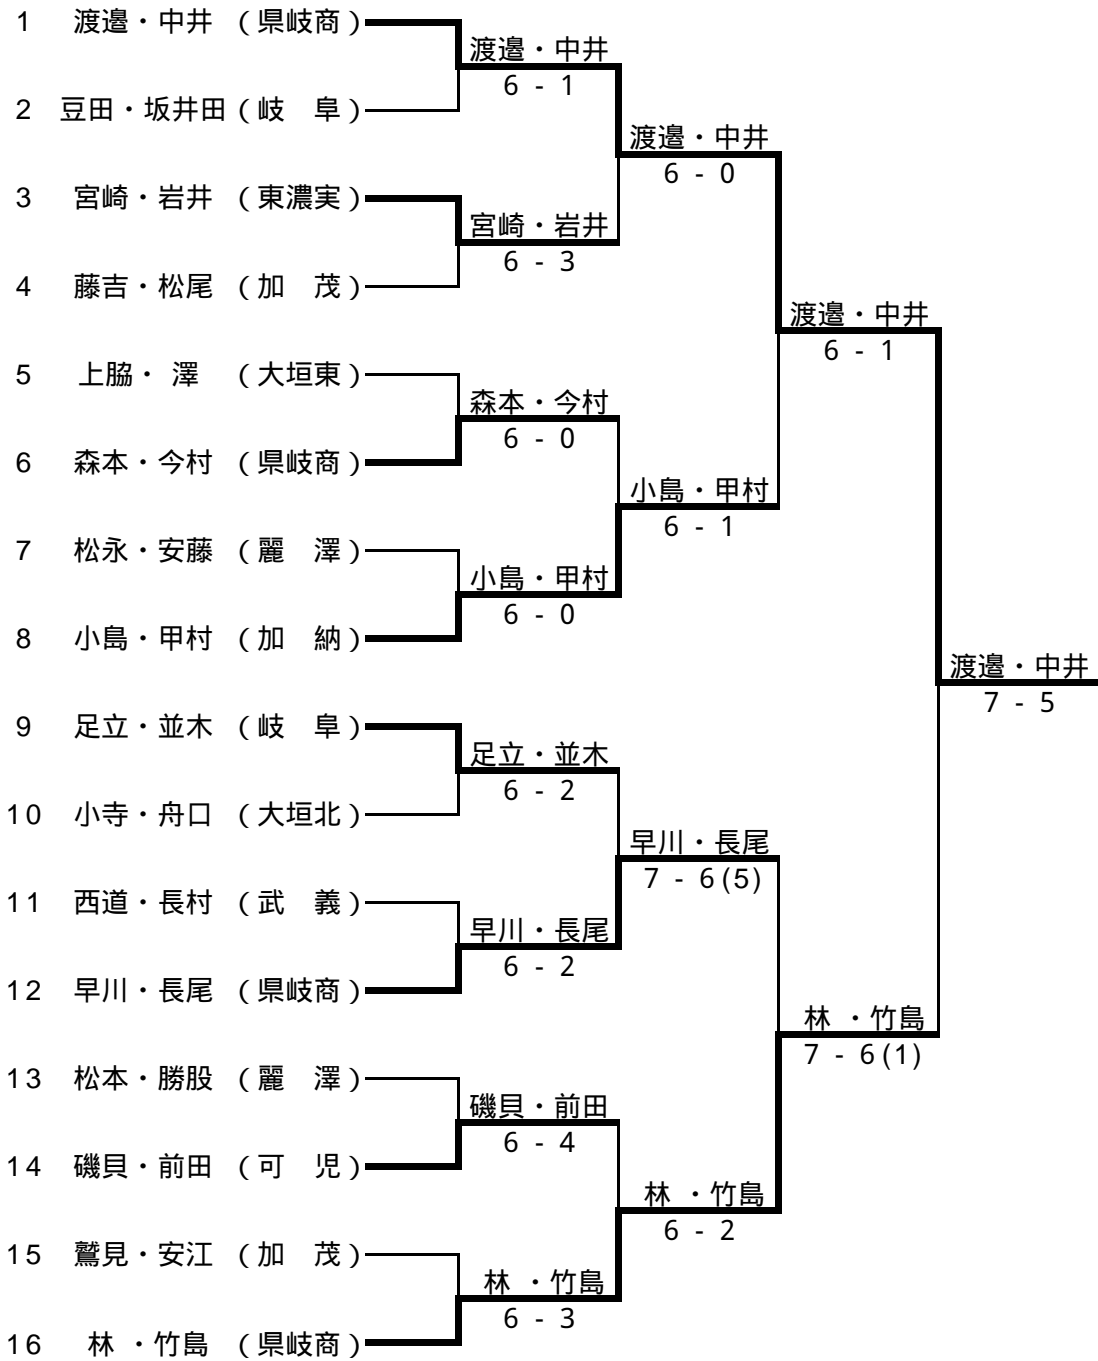 1 渡邉・中井 (県岐商)
渡邉・中井
6 - 1
2 豆田・坂井田 (岐 阜)
渡邉・中井
6 - 0
3 宮崎・岩井 (東濃実)
宮崎・岩井
6 - 3
4 藤吉・松尾 (加 茂)
渡邉・中井
6 - 1
5 上脇・ 澤 (大垣東)
森本・今村
6 - 0
6 森本・今村 (県岐商)
小島・甲村
6 - 1
7 松永・安藤 (麗 澤)
小島・甲村
6 - 0
8 小島・甲村 (加 納)
渡邉・中井
7 - 5
9 足立・並木 (岐 阜)
足立・並木
6 - 2
10 小寺・舟口 (大垣北)
早川・長尾
7 - 6(5)
11 西道・長村 (武 義)
早川・長尾
6 - 2
12 早川・長尾 (県岐商)
林 ・竹島
7 - 6(1)
13 松本・勝股 (麗 澤)
磯貝・前田
6 - 4
14 磯貝・前田 (可 児)
林 ・竹島
6 - 2
15 鷲見・安江 (加 茂)
林 ・竹島
6 - 3
16 林 ・竹島 (県岐商)